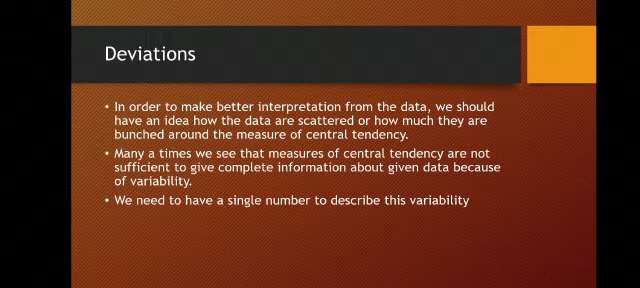 Deviations
• In order to make better interpretation from the data, we should
have an idea how the data are scattered or how much they are
bunched around the measure of central tendency.
• Many a times we see that measures of central tendency are not
sufficient to give complete information about given data because
of variability.
• We need to have a single number to describe this variability